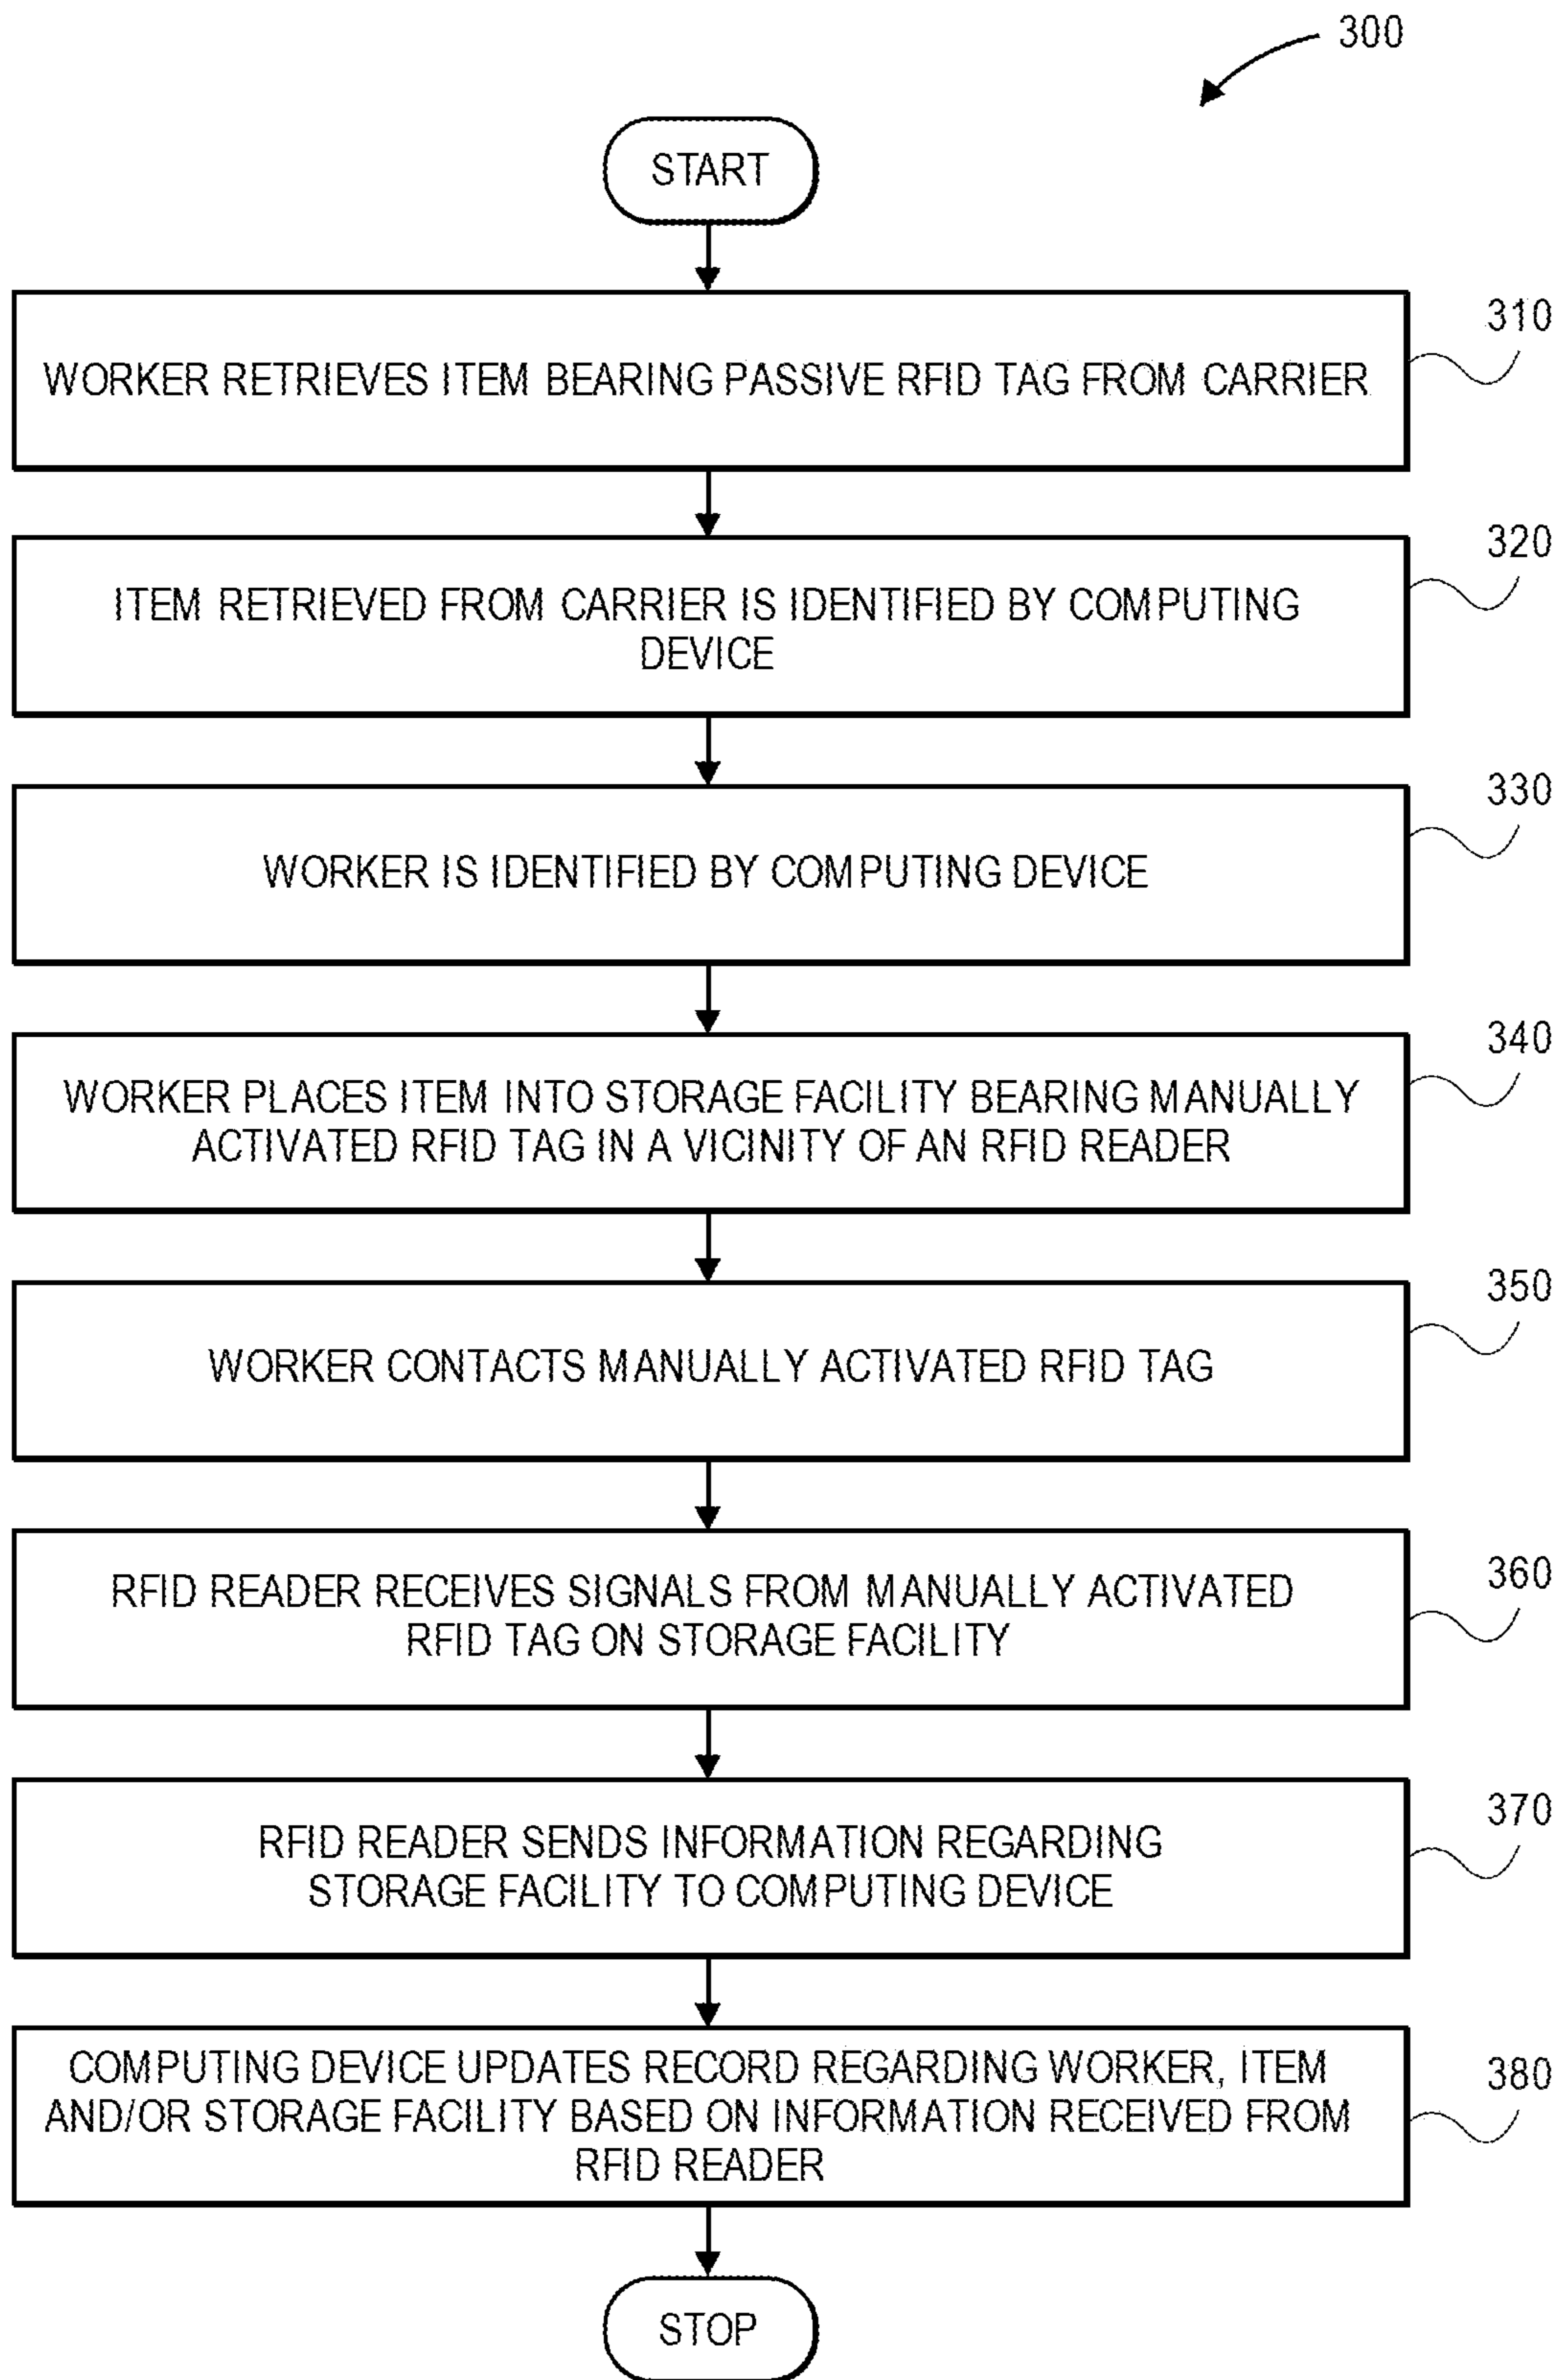 300
START
WORKER RETRIEVES ITEM BEARING PASSIVE RFID TAG FROM CARRIER
310
ITEM RETRIEVED FROM CARRIER IS IDENTIFIED BY COMPUTING
DEVICE
320
WORKER IS IDENTIFIED BY COMPUTING DEVICE
330
WORKER PLACES ITEM INTO STORAGE FACILITY BEARING MANUALLY
ACTIVATED RFID TAG IN A VICINITY OF AN RFID READER
340
WORKER CONTACTS MANUALLY ACTIVATED RFID TAG
350
RFID READER RECEIVES SIGNALS FROM MANUALLY ACTIVATED
RFID TAG ON STORAGE FACILITY
360
RFID READER SENDS INFORMATION REGARDING
STORAGE FACILITY TO COMPUTING DEVICE
370
COMPUTING DEVICE UPDATES RECORD REGARDING WORKER, ITEM
AND/OR STORAGE FACILITY BASED ON INFORMATION RECEIVED FROM
RFID READER
380
STOP